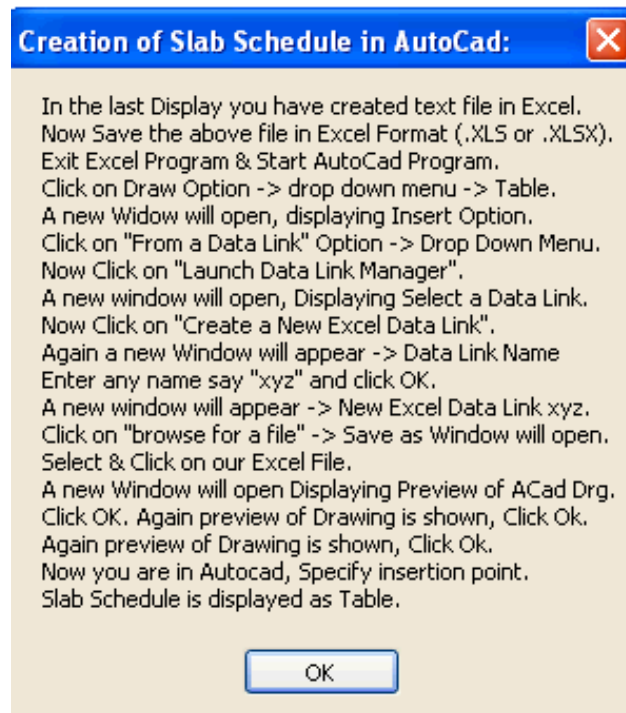 Creation of Slab Schedule in AutoCad:
In the last Display you have created text file in Excel.
Now Save the above file in Excel Format (.XLS or .XLSX).
Exit Excel Program & Start AutoCad Program.
Click on Draw Option -> drop down menu -> Table.
A new Widow will open, displaying Insert Option.
Click on "From a Data Link" Option -> Drop Down Menu.
Now Click on "Launch Data Link Manager".
A new window will open, Displaying Select a Data Link.
Now Click on "Create a New Excel Data Link".
Again a new Window will appear -> Data Link Name
Enter any name say "xyz" and click OK.
A new window will appear -> New Excel Data Link xyz.
Click on "browse for a file" -> Save as Window will open.
Select & Click on our Excel File.
A new Window will open Displaying Preview of ACad Drg.
Click OK. Again preview of Drawing is shown, Click Ok.
Again preview of Drawing is shown, Click Ok.
Now you are in Autocad, Specify insertion point.
Slab Schedule is displayed as Table.
OK